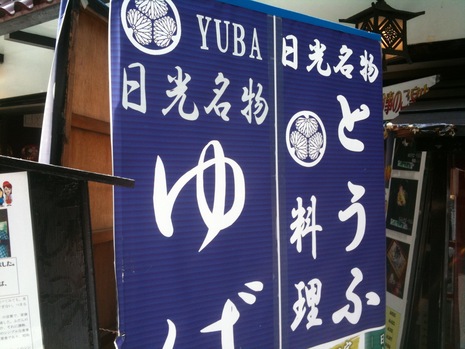 YUBA
日光名物
ゆば
日光名物
とうふ
料理